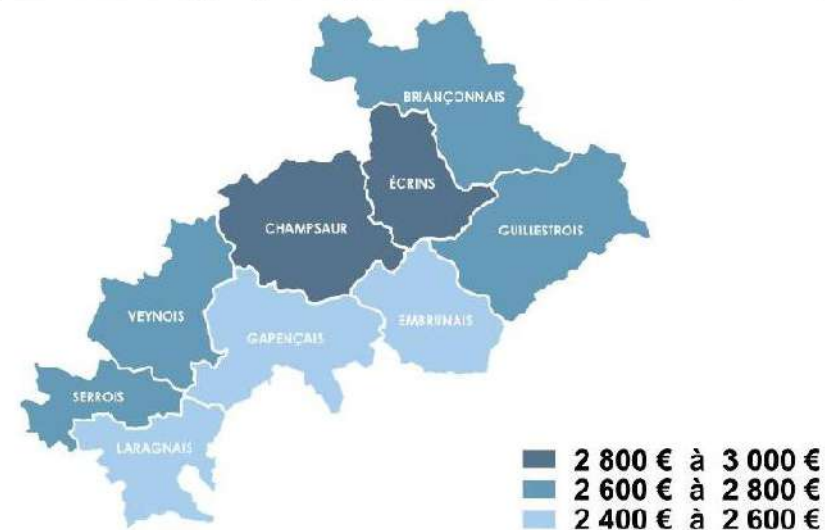 BRIANÇONNAIS
ÉCRINS
CHAMPSAUR
GUILLESTROIS
VEYNOIS
EMBRUNAIS
GAPENÇAIS
SERROIS
LARAGNAIS
2 800 € à 3 000 €
2 600 € à 2 800 €
2 400 € à 2 600 €